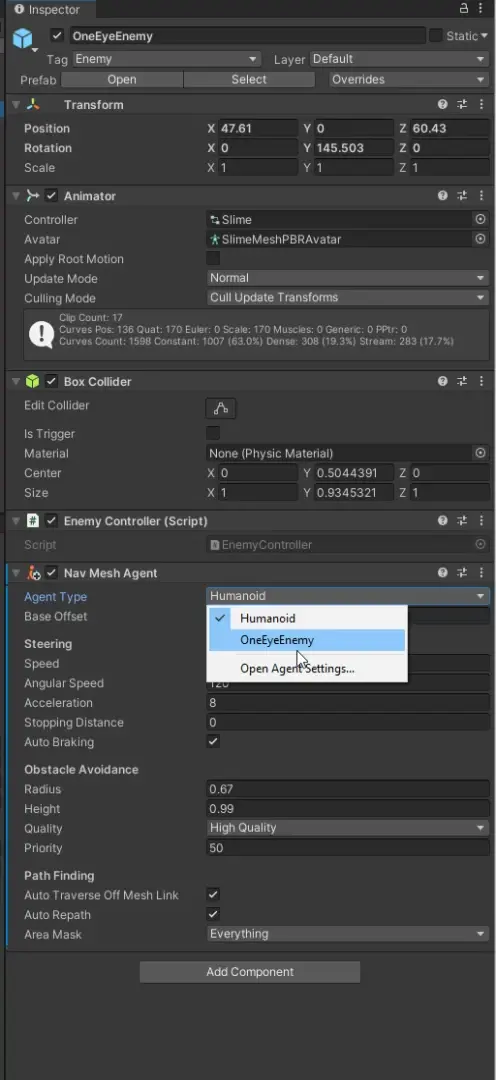 Inspector
OneEyeEnemy Static
Tag Enemy Layer Default
Prefab Open Select Overrides
Transform
Position X 47.61 Y 0 Z 60.43
Rotation X 0 Y 145.503 Z 0
Scale X 1 Y 1 Z 1
Animator
Controller Slime
Avatar SlimeMeshPBRAvatar
Apply Root Motion
Update Mode Normal
Culling Mode Cull Update Transforms
Clip Count: 17
Curves Pos: 136 Quat: 170 Euler: 0 Scale: 170 Muscles: 0 Generic: 0 PPtr: 0
Curves Count: 1598 Constant: 1007 (63.0%) Dense: 308 (19.3%) Stream: 283 (17.7%)
Box Collider
Edit Collider
Is Trigger
Material None (Physic Material)
Center X 0 Y 0.5044391 Z 0
Size X 1 Y 0.9345321 Z 1
# Enemy Controller (Script)
Script EnemyController
Nav Mesh Agent
Agent Type Humanoid
Humanoid
Base Offset
OneEyeEnemy
Steering
Speed Open Agent Settings...
Angular Speed 120
Acceleration 8
Stopping Distance 0
Auto Braking
Obstacle Avoidance
Radius 0.67
Height 0.99
Quality High Quality
Priority 50
Path Finding
Auto Traverse Off Mesh Link
Auto Repath
Area Mask Everything
Add Component